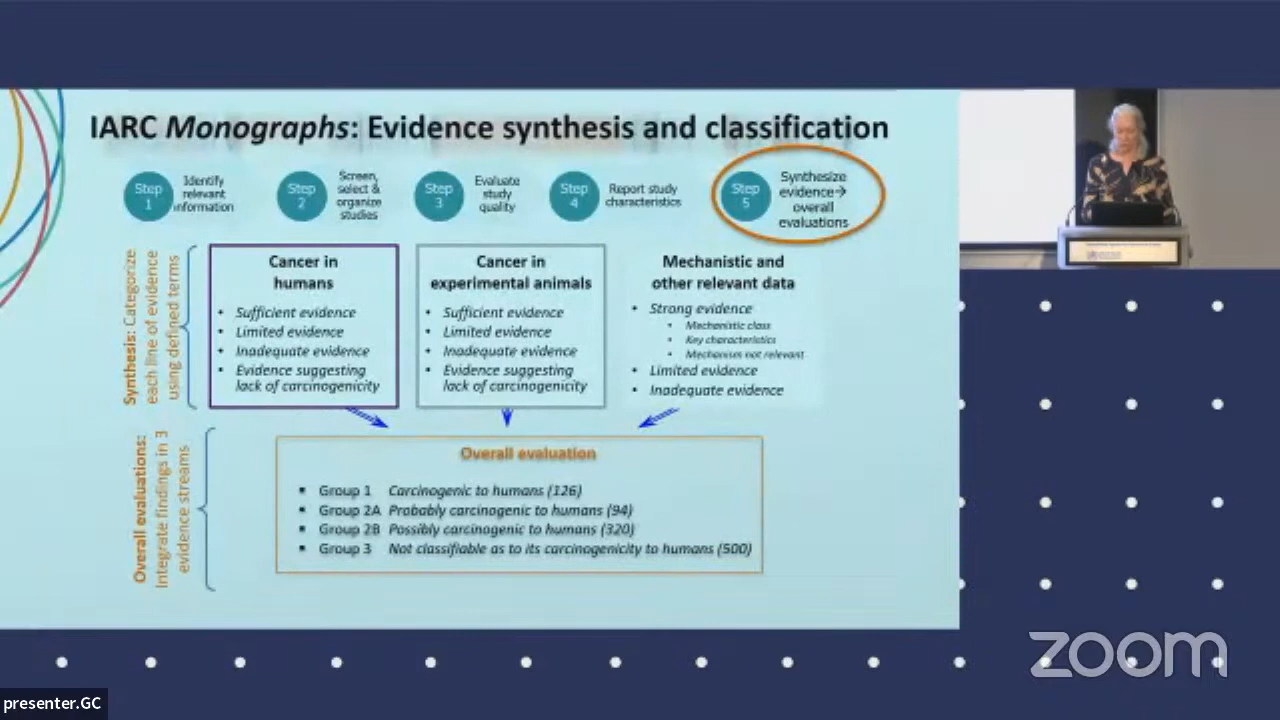 IARC Monographs: Evidence synthesis and classification
Step
1
Identify
relevant
information
Step
2
Screen,
select &
organize
studies
Step
3
Evaluate
study
quality
Step
4
Report study
characteristics
Step
5
Synthesize
evidence→
overall
evaluations
Synthesis: Categorize
each line of evidence
using defined terms
Cancer in
humans
• Sufficient evidence
• Limited evidence
• Inadequate evidence
• Evidence suggesting
lack of carcinogenicity
Cancer in
experimental animals
• Sufficient evidence
• Limited evidence
• Inadequate evidence
• Evidence suggesting
lack of carcinogenicity
Mechanistic and
other relevant data
• Strong evidence
• Mechanistic class
• Key characteristics
• Mechanism not relevant
• Limited evidence
• Inadequate evidence
Overall evaluations:
Integrate findings in 3
evidence streams
Overall evaluation
▪ Group 1 Carcinogenic to humans (126)
▪ Group 2A Probably carcinogenic to humans (94)
▪ Group 2B Possibly carcinogenic to humans (320)
▪ Group 3 Not classifiable as to its carcinogenicity to humans (500)
zoom
presenter.GC